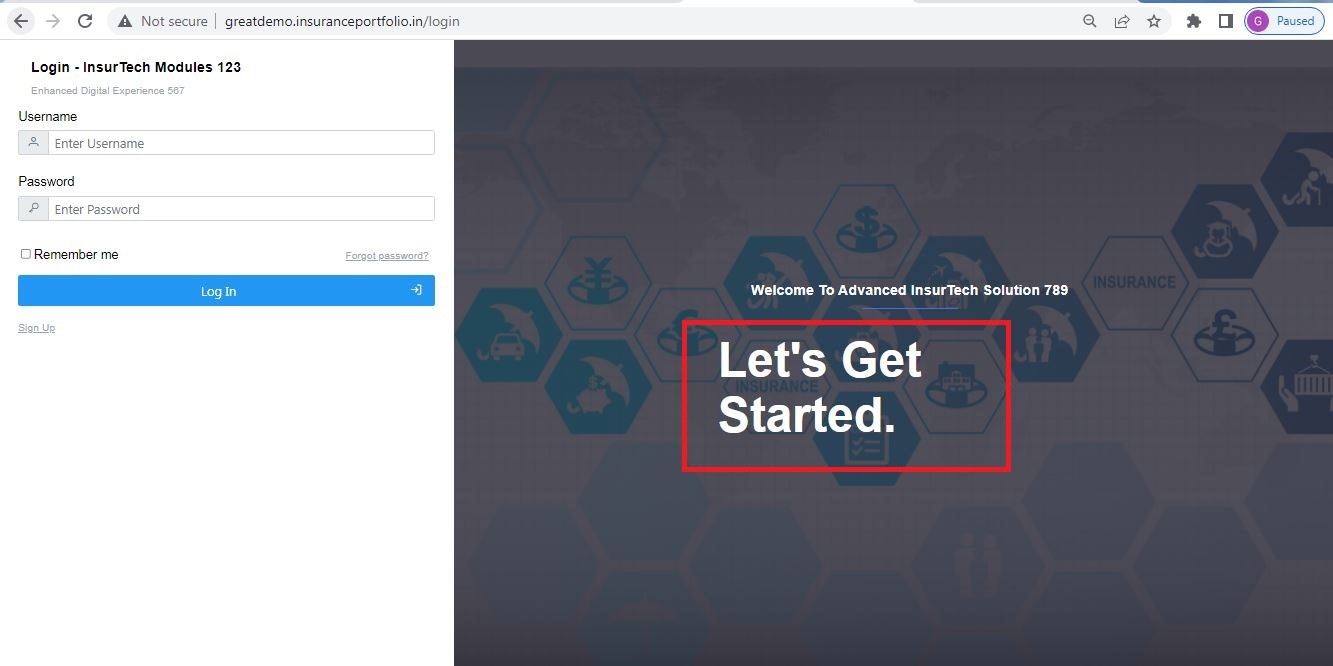 Not secure
greatdemo.insuranceportfolio.in/login
G
Paused
Login - InsurTech Modules 123
Enhanced Digital Experience 567
Username
Enter Username
Password
Enter Password
Remember me
Forgot password?
Log In
Sign Up
Welcome To Advanced InsurTech Solution 789
Let's Get
Started.
INSURANCE
INSURANCE